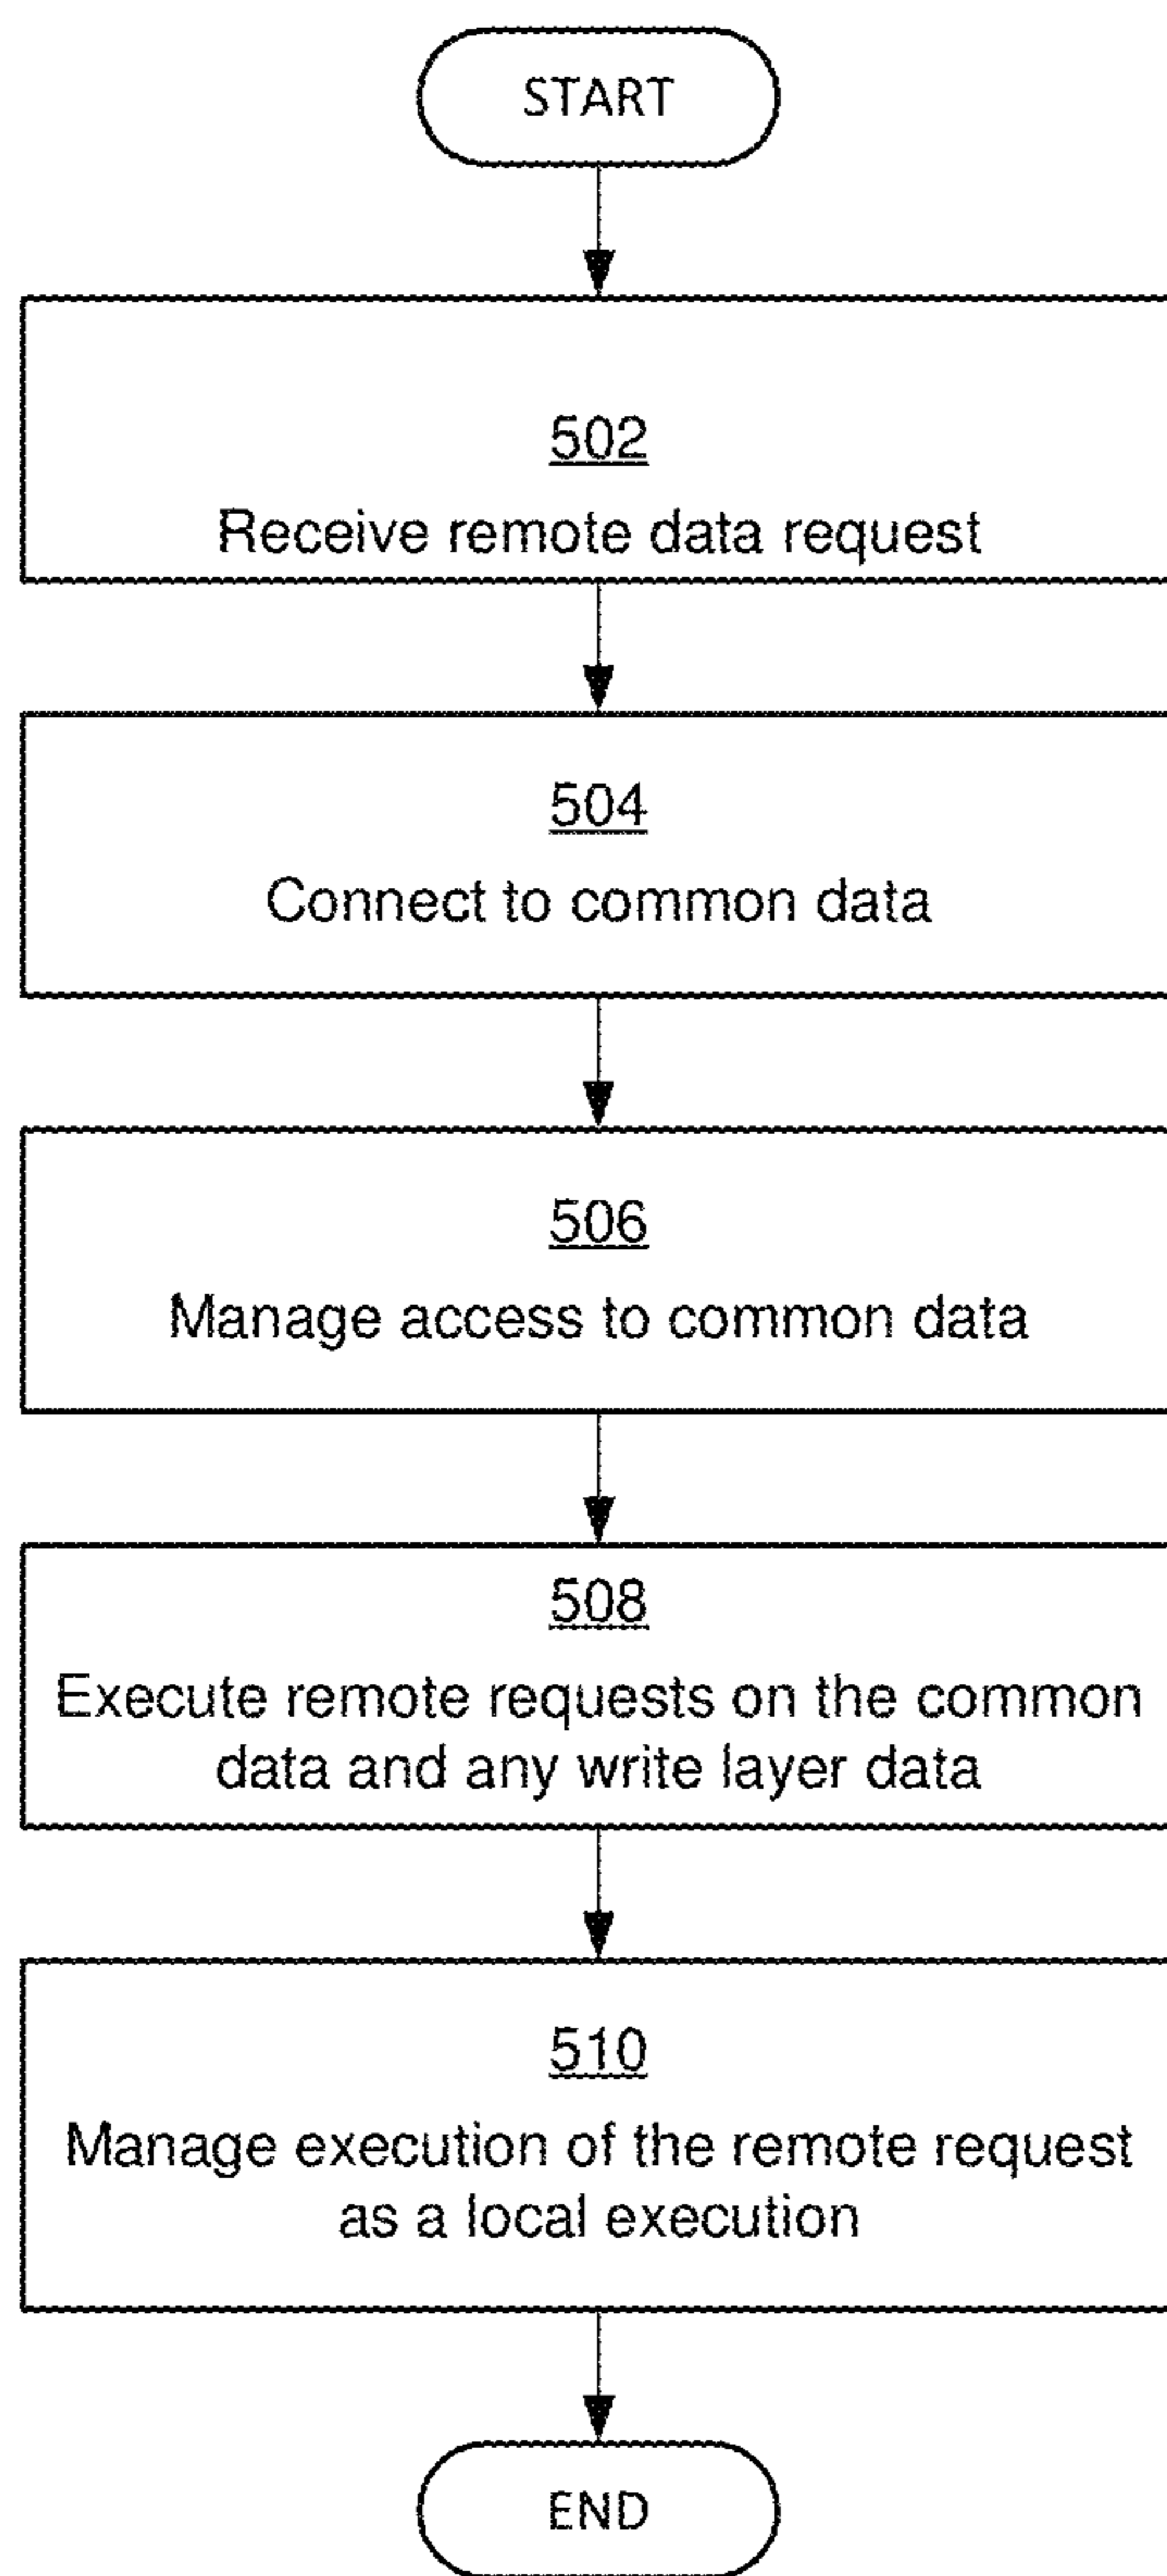 START
502
Receive remote data request
504
Connect to common data
506
Manage access to common data
508
Execute remote requests on the common
data and any write layer data
510
Manage execution of the remote request
as a local execution
END